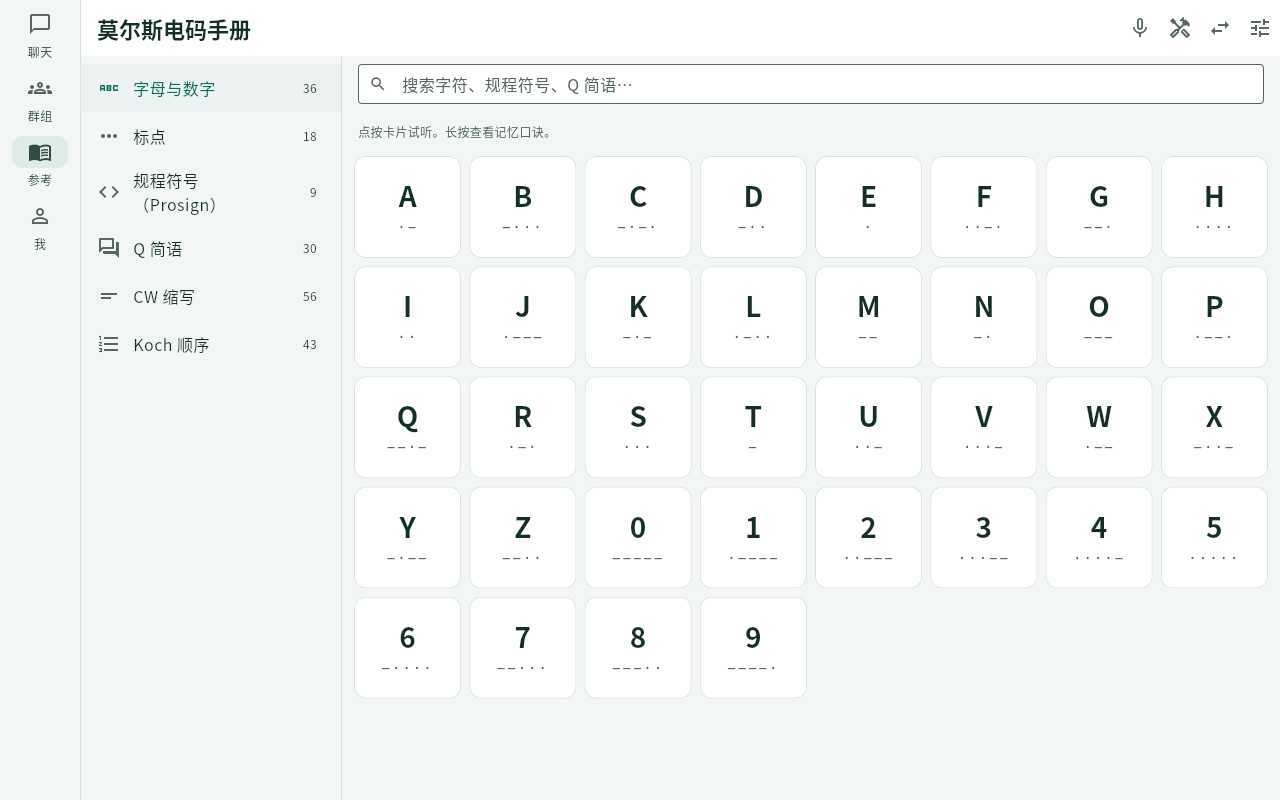 聊天
群组
参考
我
莫尔斯电码手册
字母与数字 36
标点 18
规程符号
（Prosign） 9
Q 简语 30
CW 缩写 56
Koch 顺序 43
搜索字符、规程符号、Q 简语…
点按卡片试听。长按查看记忆口诀。
A B C D E F G H
·− −··· −·−· −·· · ··−· −−· ····
I J K L M N O P
·· ·−−− −·− ·−·· −− −· −−− ·−−·
Q R S T U V W X
−−·− ·−· ··· − ··− ···− ·−− −··−
Y Z 0 1 2 3 4 5
−·−− −−·· −−−−− ·−−−− ··−−− ···−− ····− ·····
6 7 8 9
−···· −−··· −−−·· −−−−·